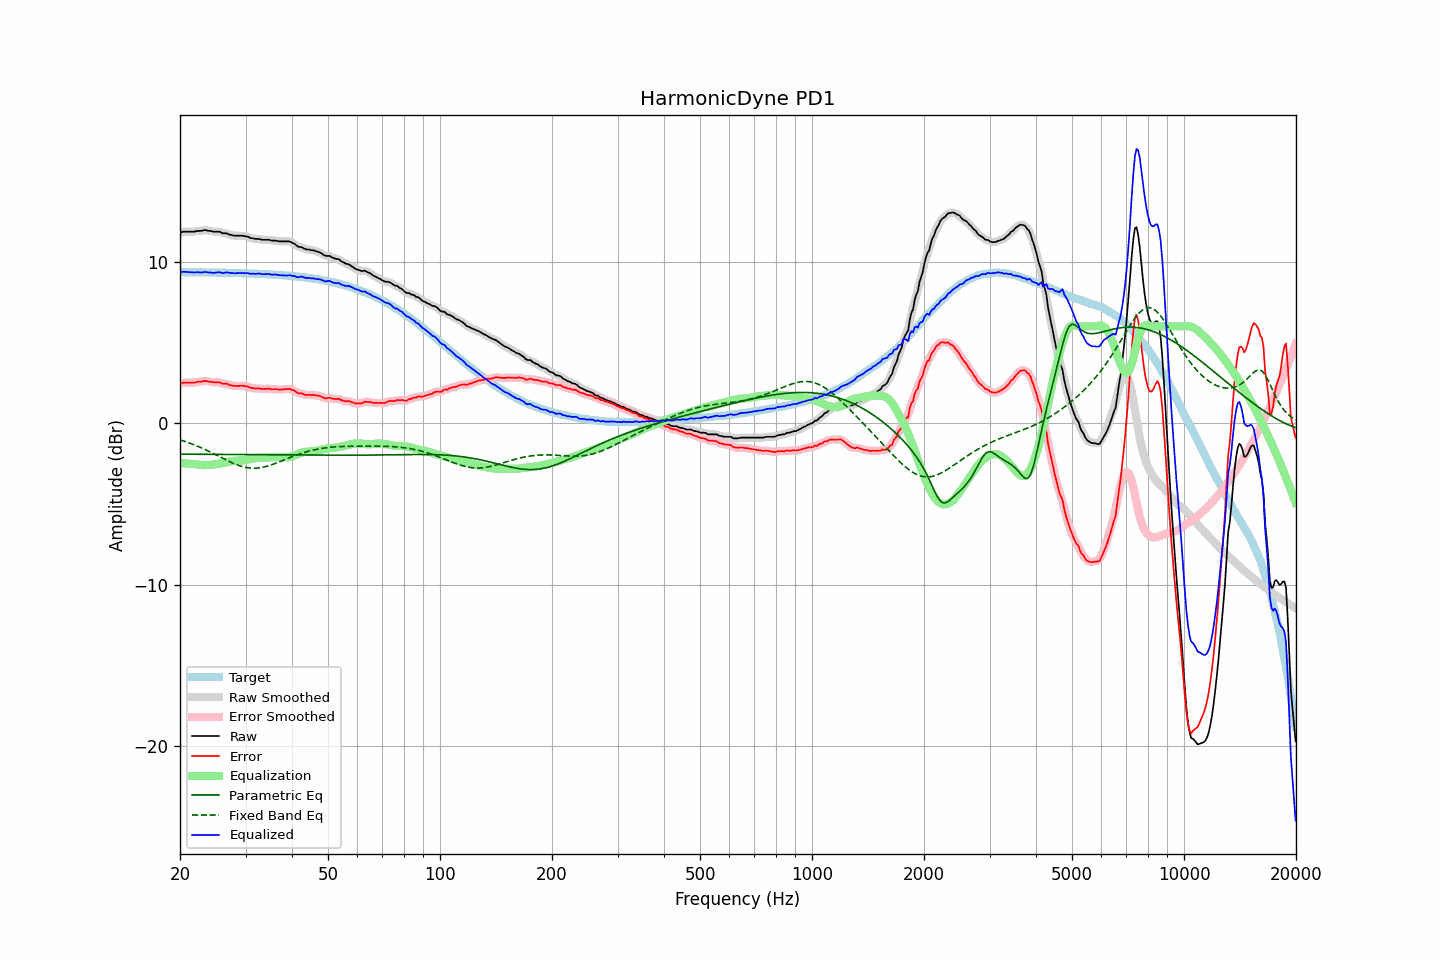 HarmonicDyne PD1
Amplitude (dBr)
10
0
−10
−20
Target
Raw Smoothed
Error Smoothed
Raw
Error
Equalization
Parametric Eq
Fixed Band Eq
Equalized
20 50 100 200 500 1000 2000 5000 10000 20000
Frequency (Hz)